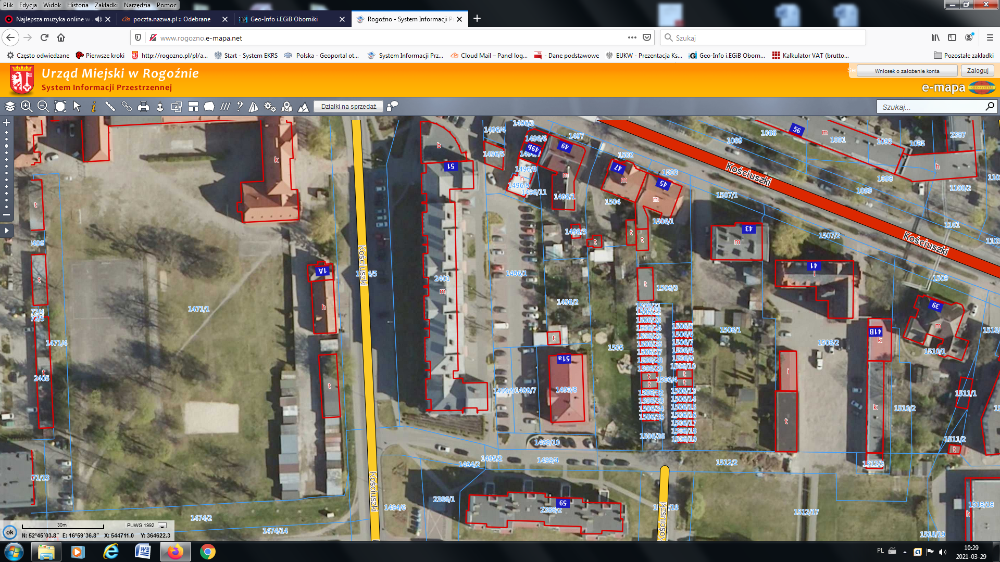 Plik Edycja Widok Historia Zakładki Narzędzia Pomoc
Najlepsza muzyka online w
poczta.nazwa.pl :: Odebrane
Geo-Info i.EGiB Oborniki
Rogoźno - System Informacji P
www.rogozno.e-mapa.net
Szukaj
Często odwiedzane
Pierwsze kroki
http://rogozno.pl/pl/a...
Start - System EKRS
Polska - Geoportal ot...
System Informacji Prz...
Cloud Mail – Panel log...
- Dane podstawowe
EUKW - Prezentacja Ks...
Geo-Info i.EGiB Oborn...
Kalkulator VAT (brutto...
Pozostałe zakładki
Urząd Miejski w Rogoźnie
System Informacji Przestrzennej
Wniosek o założenie konta
Zaloguj
e-mapa
Działki na sprzedaż
Szukaj...
1496/3
1496/4
1496/6
1497
49
49b
1496/5
1496/8
1496/9
1496/11
1498/1
1502
47
45
1503
1504
1506/1
56
1088
1089
1091
1093
1095
2387
1098
1099
1100/2
1101
Kościuszki
Kościuszki
1507/1
1507/2
43
41
1509
39
k
b
51
m
h
t
1498/3
1496/1
2401
1498/2
1506/3
1A
1471/1
1471/4
2406
72/4
72/5
2405
71/13
Kościuszki
Kościuszki
Kościuszki
1505
1506/21
1506/22
1506/23
1506/24
1506/25
1506/26
1506/27
1506/28
1506/29
1506/32
1506/33
1506/34
1506/35
1506/36
1506/4
1506/5
1506/6
1506/7
1506/8
1506/9
1506/10
1506/13
1506/14
1506/15
1506/16
1506/17
1506/18
1506/19
1508/1
1508/2
41B
1510/1
1510/2
1511/1
1511/2
51a
1499/8
1499/7
1499/10
1499/4
1495/2
1494/2
1494/6
2386/1
2386/2
59
1512/2
1512/3
1512/17
1518/18
1518/19
1474/2
1474/14
30m
PUWG 1992
ok
N: 52°45´03.8˝ E: 16°59´36.8˝ X: 544711.0 Y: 364622.3
PL
10:29
2021-03-29